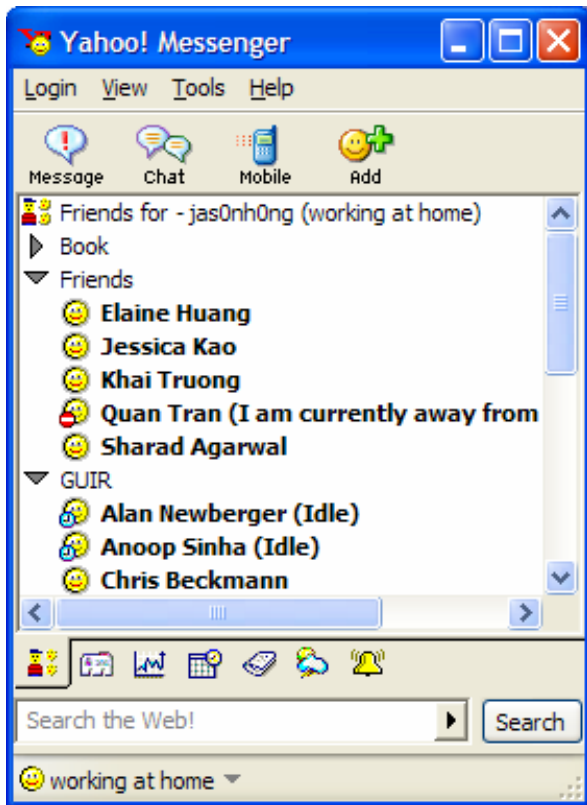 Yahoo! Messenger
Login View Tools Help
Message Chat Mobile Add
Friends for - jas0nh0ng (working at home)
Book
Friends
Elaine Huang
Jessica Kao
Khai Truong
Quan Tran (I am currently away from
Sharad Agarwal
GUIR
Alan Newberger (Idle)
Anoop Sinha (Idle)
Chris Beckmann
Search the Web! Search
working at home